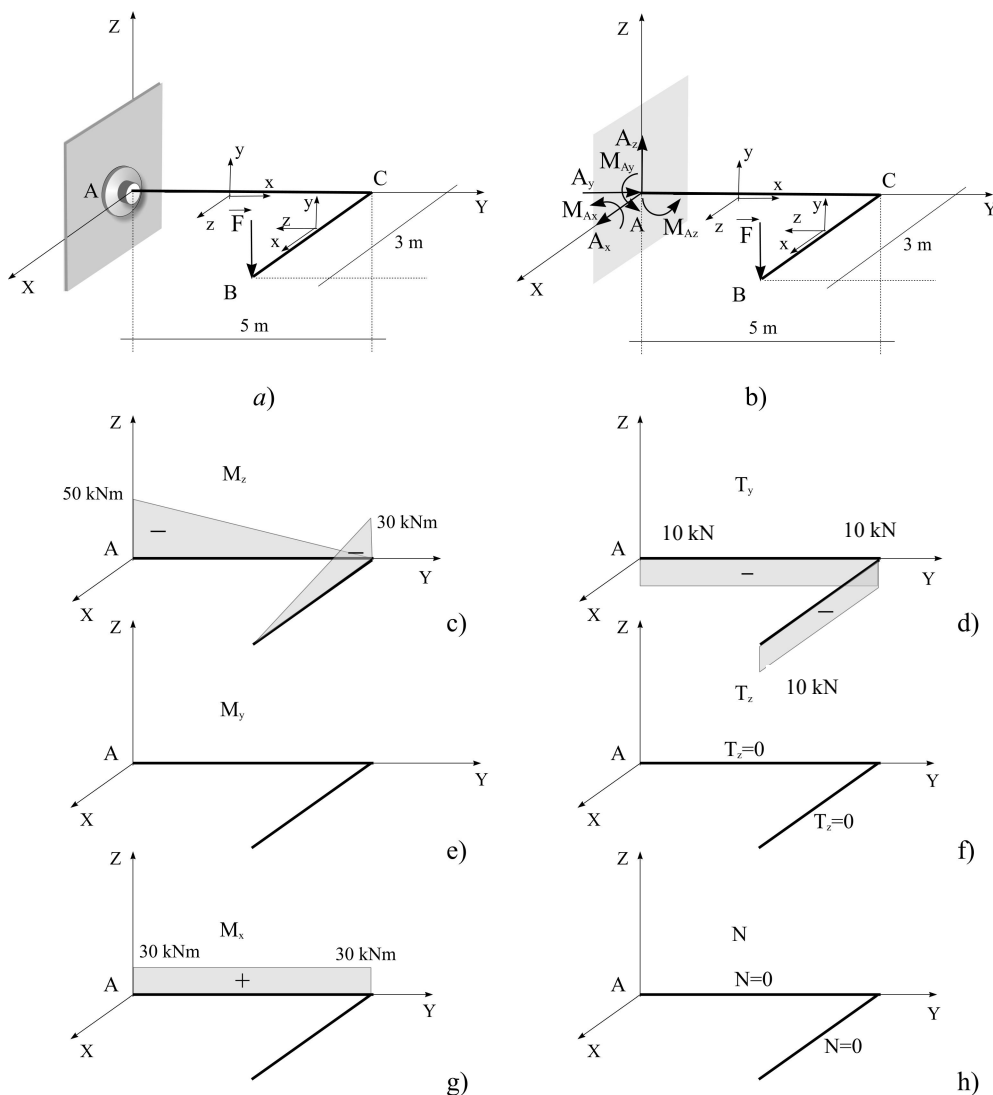 Z
Z
y
A
x
C
z
Y
F
y
z
x
3 m
X
B
5 m
a)
A_z
M_Ay
y
A_y
x
C
M_Ax
z
Y
A
F
y
M_Az
z
A_x
x
3 m
X
B
5 m
b)
Z
M_z
50 kNm
30 kNm
−
−
A
Y
X
c)
Z
T_y
10 kN
10 kN
A
−
Y
−
X
10 kN
d)
Z
M_y
A
Y
X
e)
Z
T_z
T_z=0
A
Y
X
T_z=0
f)
Z
M_x
30 kNm
30 kNm
A
+
Y
X
g)
Z
N
N=0
A
Y
X
N=0
h)